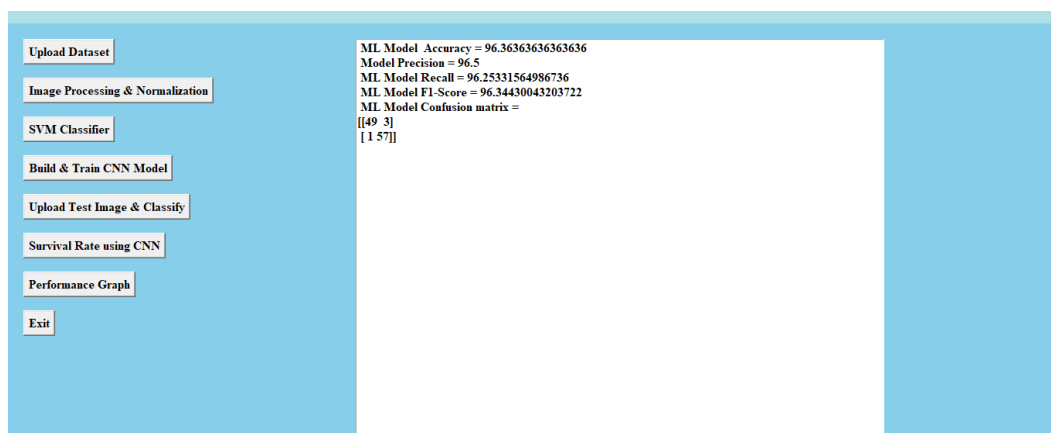 Upload Dataset
Image Processing & Normalization
SVM Classifier
Build & Train CNN Model
Upload Test Image & Classify
Survival Rate using CNN
Performance Graph
Exit
ML Model  Accuracy = 96.36363636363636
Model Precision = 96.5
ML Model Recall = 96.25331564986736
ML Model F1-Score = 96.34430043203722
ML Model Confusion matrix =
[[49  3]
[ 1 57]]